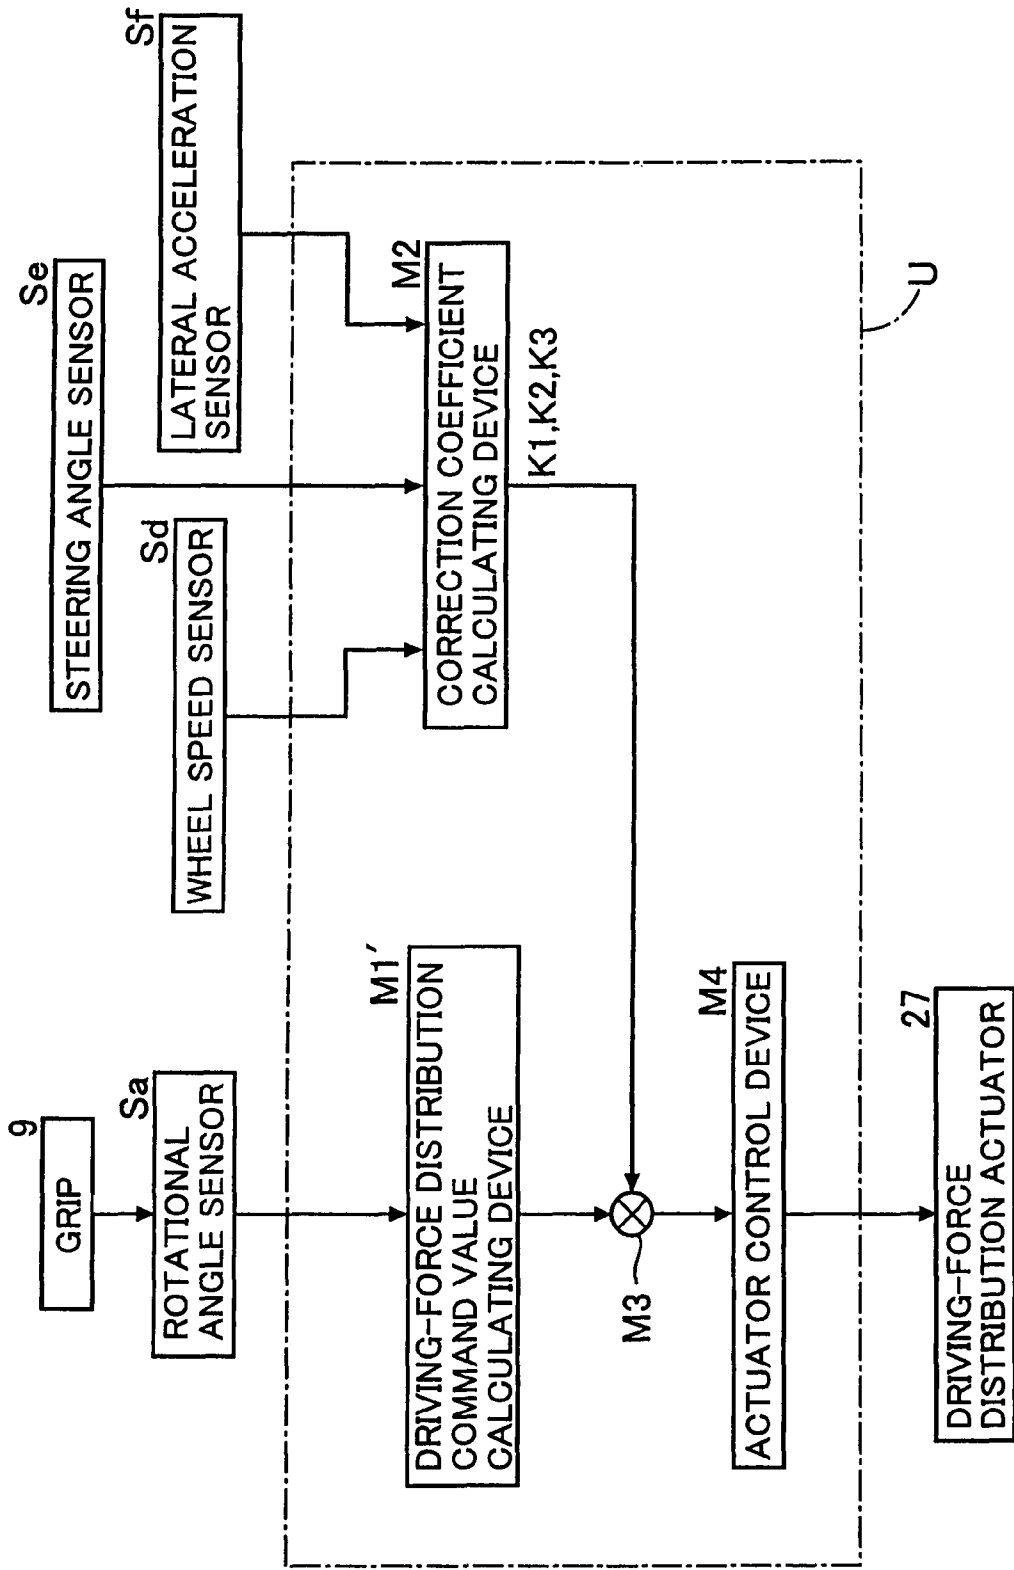 9
GRIP
Sa
ROTATIONAL
ANGLE SENSOR
Se
STEERING ANGLE SENSOR
Sd
WHEEL SPEED SENSOR
Sf
LATERAL ACCELERATION
SENSOR
M1'
DRIVING-FORCE DISTRIBUTION
COMMAND VALUE
CALCULATING DEVICE
M2
CORRECTION COEFFICIENT
CALCULATING DEVICE
K1,K2,K3
M3
M4
ACTUATOR CONTROL DEVICE
U
27
DRIVING-FORCE
DISTRIBUTION ACTUATOR